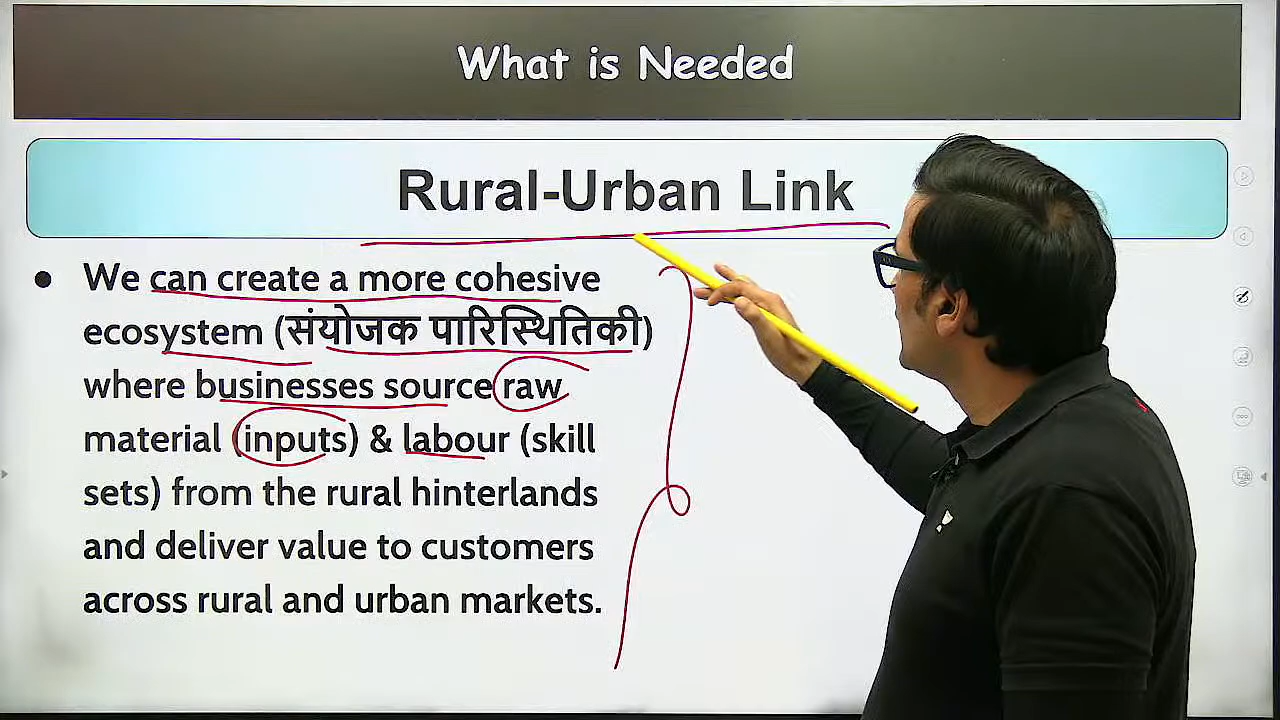 What is Needed
Rural-Urban Link
We can create a more cohesive
ecosystem (संयोजक पारिस्थितिकी)
where businesses source raw
material (inputs) & labour (skill
sets) from the rural hinterlands
and deliver value to customers
across rural and urban markets.